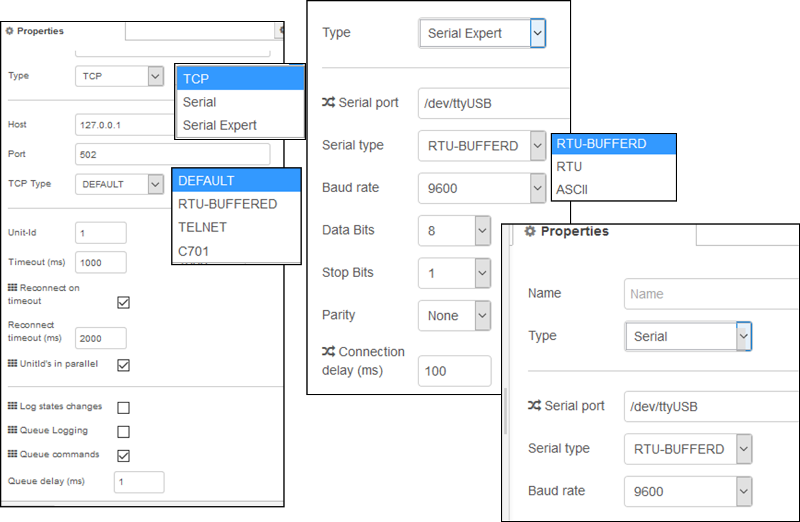 Properties
Type TCP
TCP
Serial
Serial Expert
Host 127.0.0.1
Port 502
TCP Type DEFAULT
DEFAULT
RTU-BUFFERED
TELNET
C701
Unit-Id 1
Timeout (ms) 1000
Reconnect on
timeout
Reconnect
timeout (ms) 2000
UnitId's in parallel
Log states changes
Queue Logging
Queue commands
Queue delay (ms) 1
Type Serial Expert
Serial port /dev/ttyUSB
Serial type RTU-BUFFERD
RTU-BUFFERD
RTU
ASCII
Baud rate 9600
Data Bits 8
Stop Bits 1
Parity None
Connection
delay (ms) 100
Properties
Name Name
Type Serial
Serial port /dev/ttyUSB
Serial type RTU-BUFFERD
Baud rate 9600